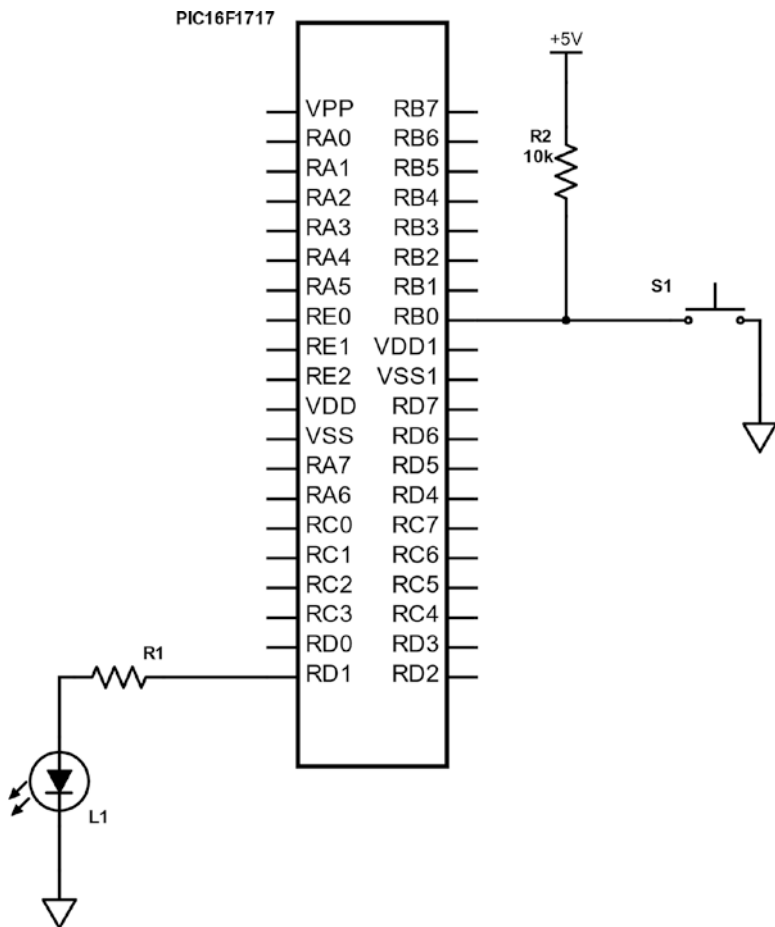 PIC16F1717
+5V
VPP RB7
RA0 RB6
R2
10k
RA1 RB5
RA2 RB4
RA3 RB3
RA4 RB2
RA5 RB1
S1
RE0 RB0
RE1 VDD1
RE2 VSS1
VDD RD7
VSS RD6
RA7 RD5
RA6 RD4
RC0 RC7
RC1 RC6
RC2 RC5
RC3 RC4
RD0 RD3
R1
RD1 RD2
L1